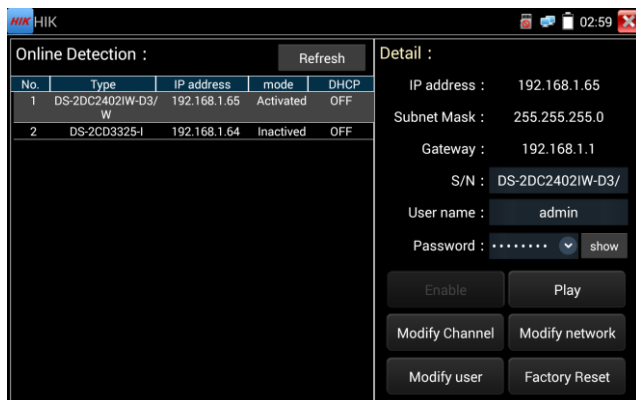 HIK HIK 02:59
Online Detection : Refresh
No. Type IP address mode DHCP
1 DS-2DC2402IW-D3/ 192.168.1.65 Activated OFF
W
2 DS-2CD3325-I 192.168.1.64 Inactived OFF
Detail :
IP address : 192.168.1.65
Subnet Mask : 255.255.255.0
Gateway : 192.168.1.1
S/N : DS-2DC2402IW-D3/
User name : admin
Password : •••••••• show
Enable Play
Modify Channel Modify network
Modify user Factory Reset